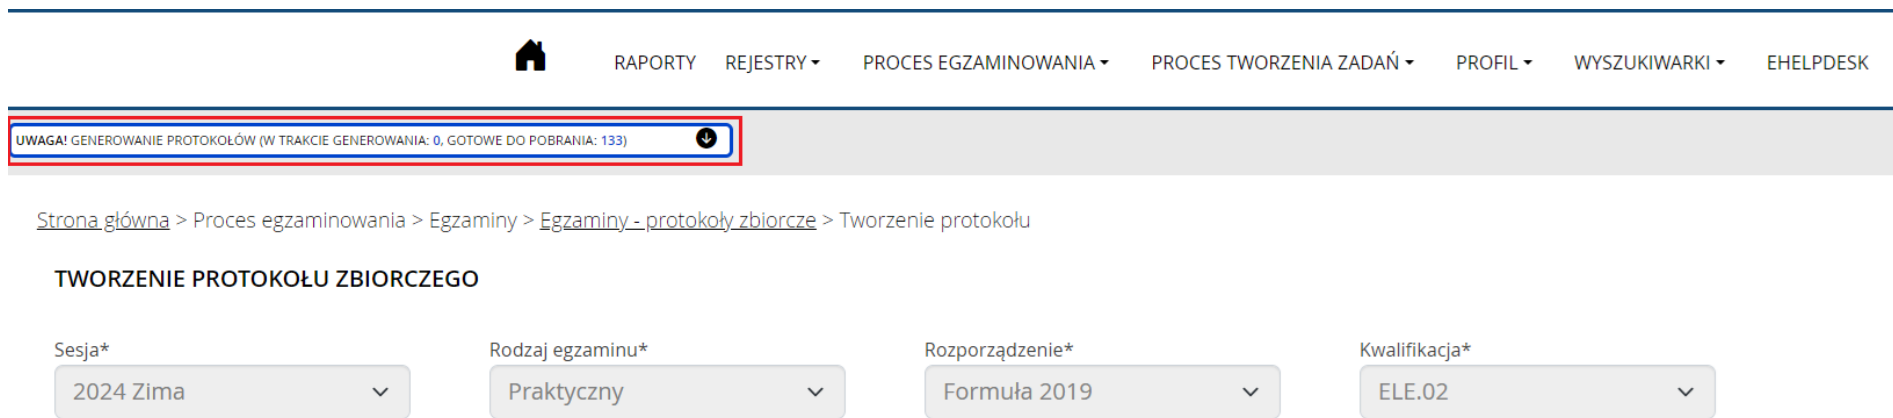 RAPORTY REJESTRY PROCES EGZAMINOWANIA PROCES TWORZENIA ZADAŃ PROFIL WYSZUKIWARKI EHELPDESK
UWAGA! GENEROWANIE PROTOKOŁÓW (W TRAKCIE GENEROWANIA: 0, GOTOWE DO POBRANIA: 133)
Strona główna > Proces egzaminowania > Egzaminy > Egzaminy - protokoły zbiorcze > Tworzenie protokołu
TWORZENIE PROTOKOŁU ZBIORCZEGO
Sesja* Rodzaj egzaminu* Rozporządzenie* Kwalifikacja*
2024 Zima Praktyczny Formuła 2019 ELE.02